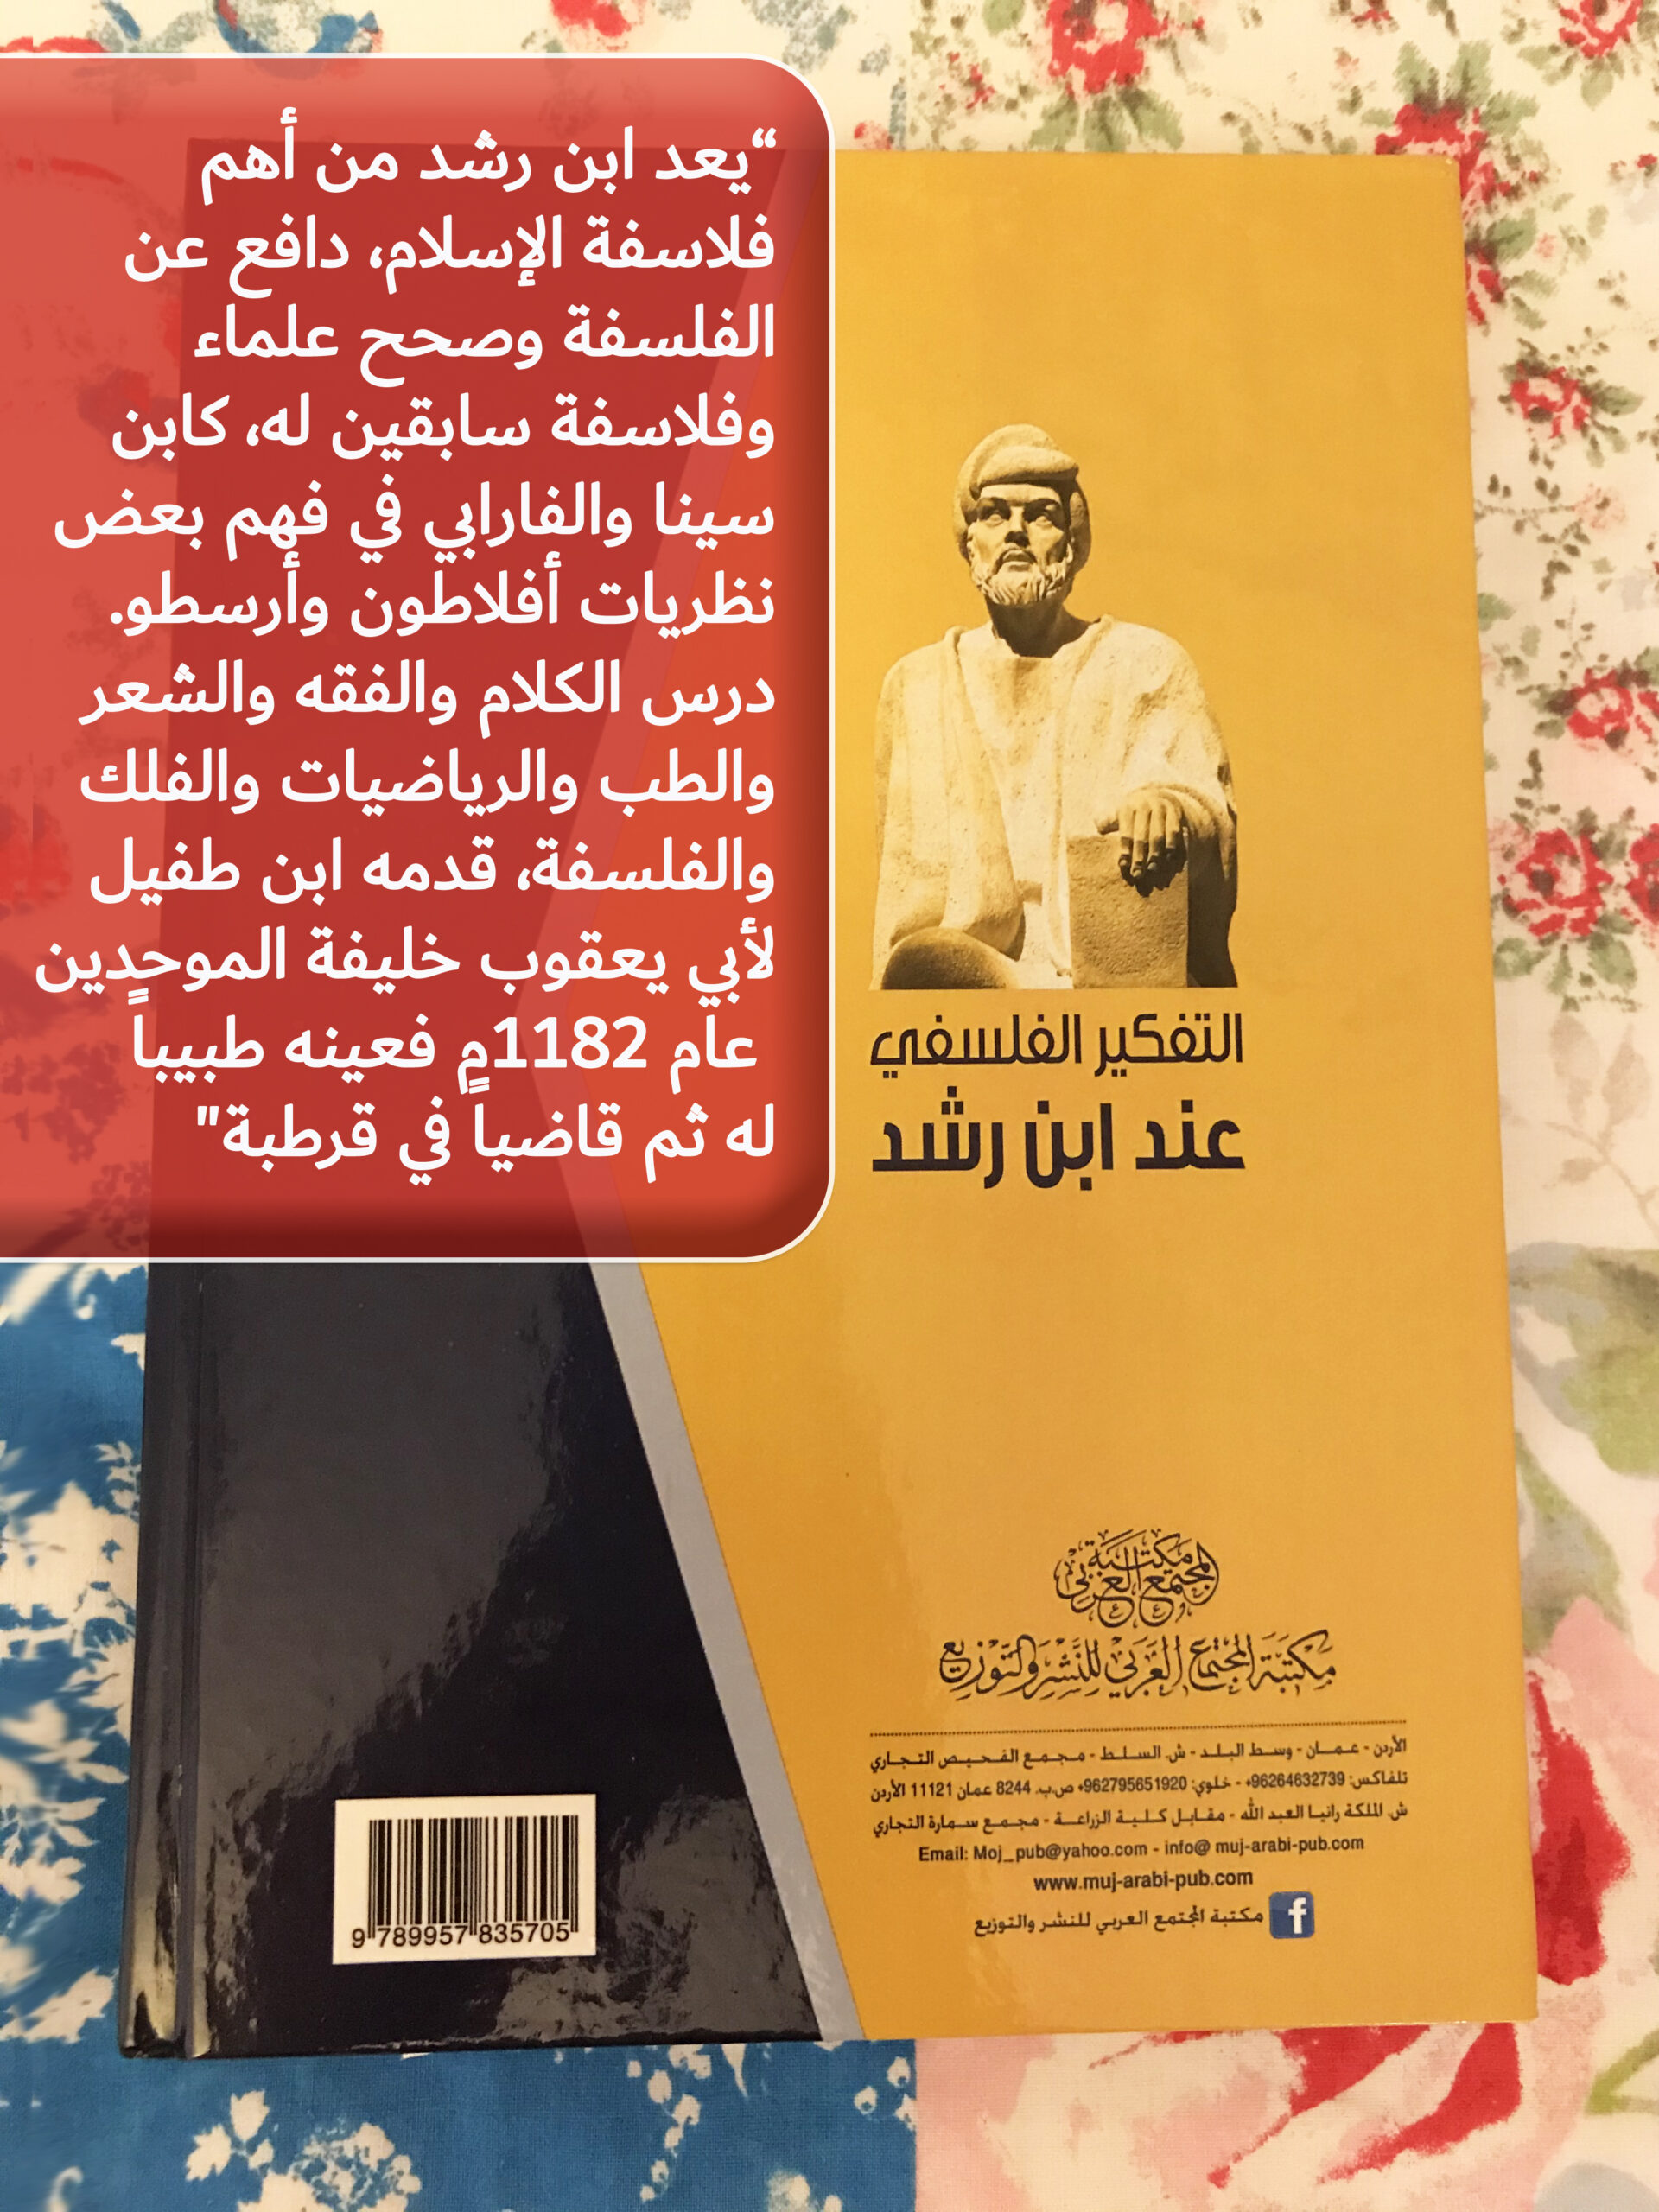 “يعد ابن رشد من أهم
فلاسفة الإسلام، دافع عن
الفلسفة وصحح علماء
وفلاسفة سابقين له، كابن
سينا والفارابي في فهم بعض
نظريات أفلاطون وأرسطو.
درس الكلام والفقه والشعر
والطب والرياضيات والفلك
والفلسفة، قدمه ابن طفيل
لأبي يعقوب خليفة الموحدين
عام 1182م فعينه طبيباً
له ثم قاضياً في قرطبة"
التفكير الفلسفي
عند ابن رشد
مكتبة
المجتمع العربي
مكتبة المجتمع العربي للنشر والتوزيع
الأردن - عمان - وسط البلد - ش. السلط - مجمع الفحيص التجاري
تلفاكس: 96264632739+ - خلوي: 962795651920+ ص.ب. 8244 عمان 11121 الأردن
ش. الملكة رانيا العبد الله - مقابل كلية الزراعة - مجمع سمارة التجاري
Email: Moj_pub@yahoo.com - info@ muj-arabi-pub.com
www.muj-arabi-pub.com
f مكتبة المجتمع العربي للنشر والتوزيع
9 789957 835705